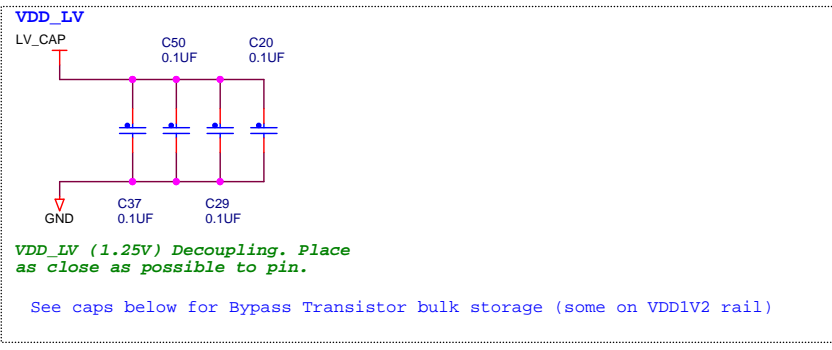 VDD_LV
LV_CAP
C50
0.1UF
C20
0.1UF
C37
0.1UF
C29
0.1UF
GND
VDD_LV (1.25V) Decoupling. Place
as close as possible to pin.
See caps below for Bypass Transistor bulk storage (some on VDD1V2 rail)